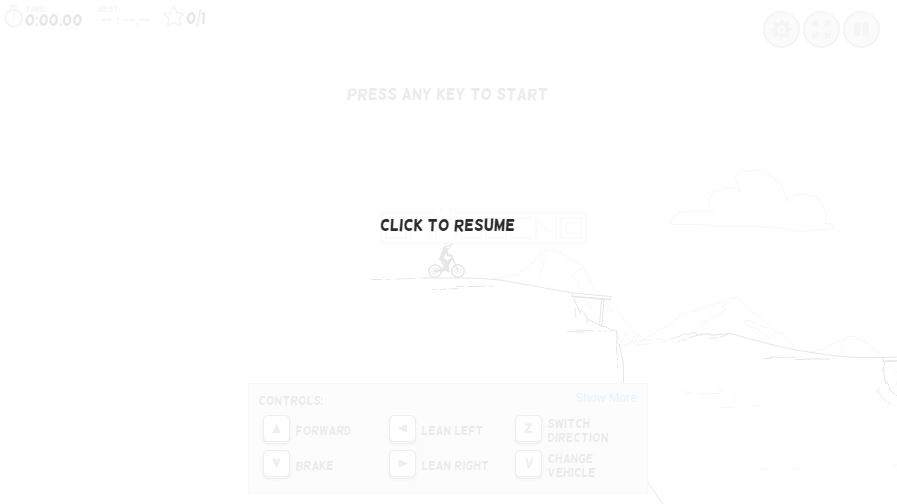 TIME:
0:00.00
BEST:
--:--.--
0/1
PRESS ANY KEY TO START
CLICK TO RESUME
CONTROLS:
Show More
FORWARD
LEAN LEFT
Z
SWITCH
DIRECTION
BRAKE
LEAN RIGHT
V
CHANGE
VEHICLE